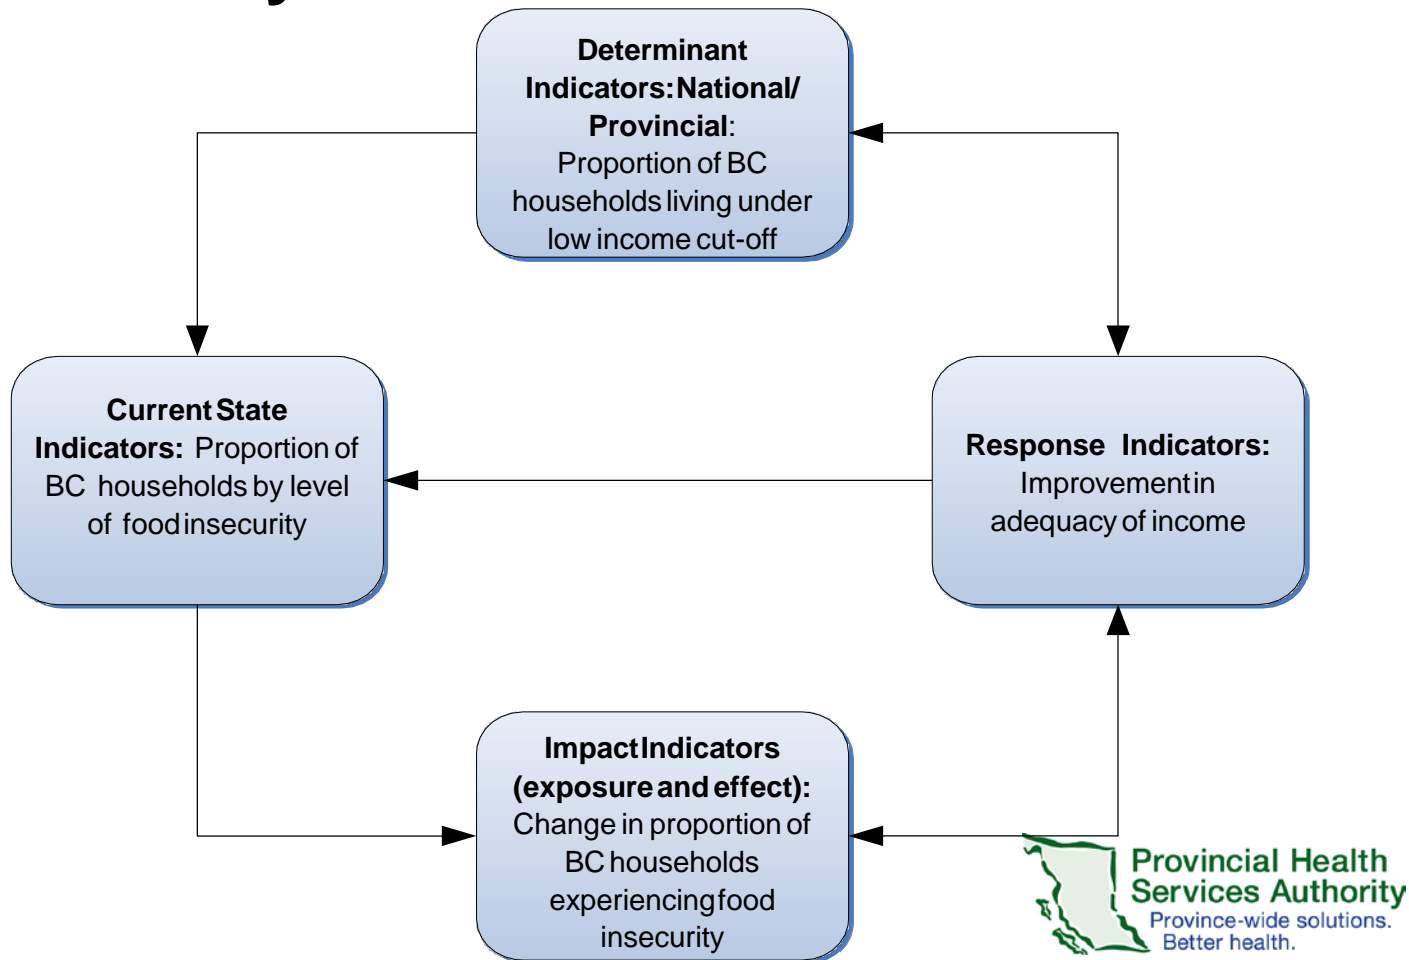 Determinant
Indicators: National/
Provincial:
Proportion of BC
households living under
low income cut-off
Current State
Indicators: Proportion of
BC households by level
of food insecurity
Response Indicators:
Improvement in
adequacy of income
Impact Indicators
(exposure and effect):
Change in proportion of
BC households
experiencing food
insecurity
Provincial Health
Services Authority
Province-wide solutions.
Better health.